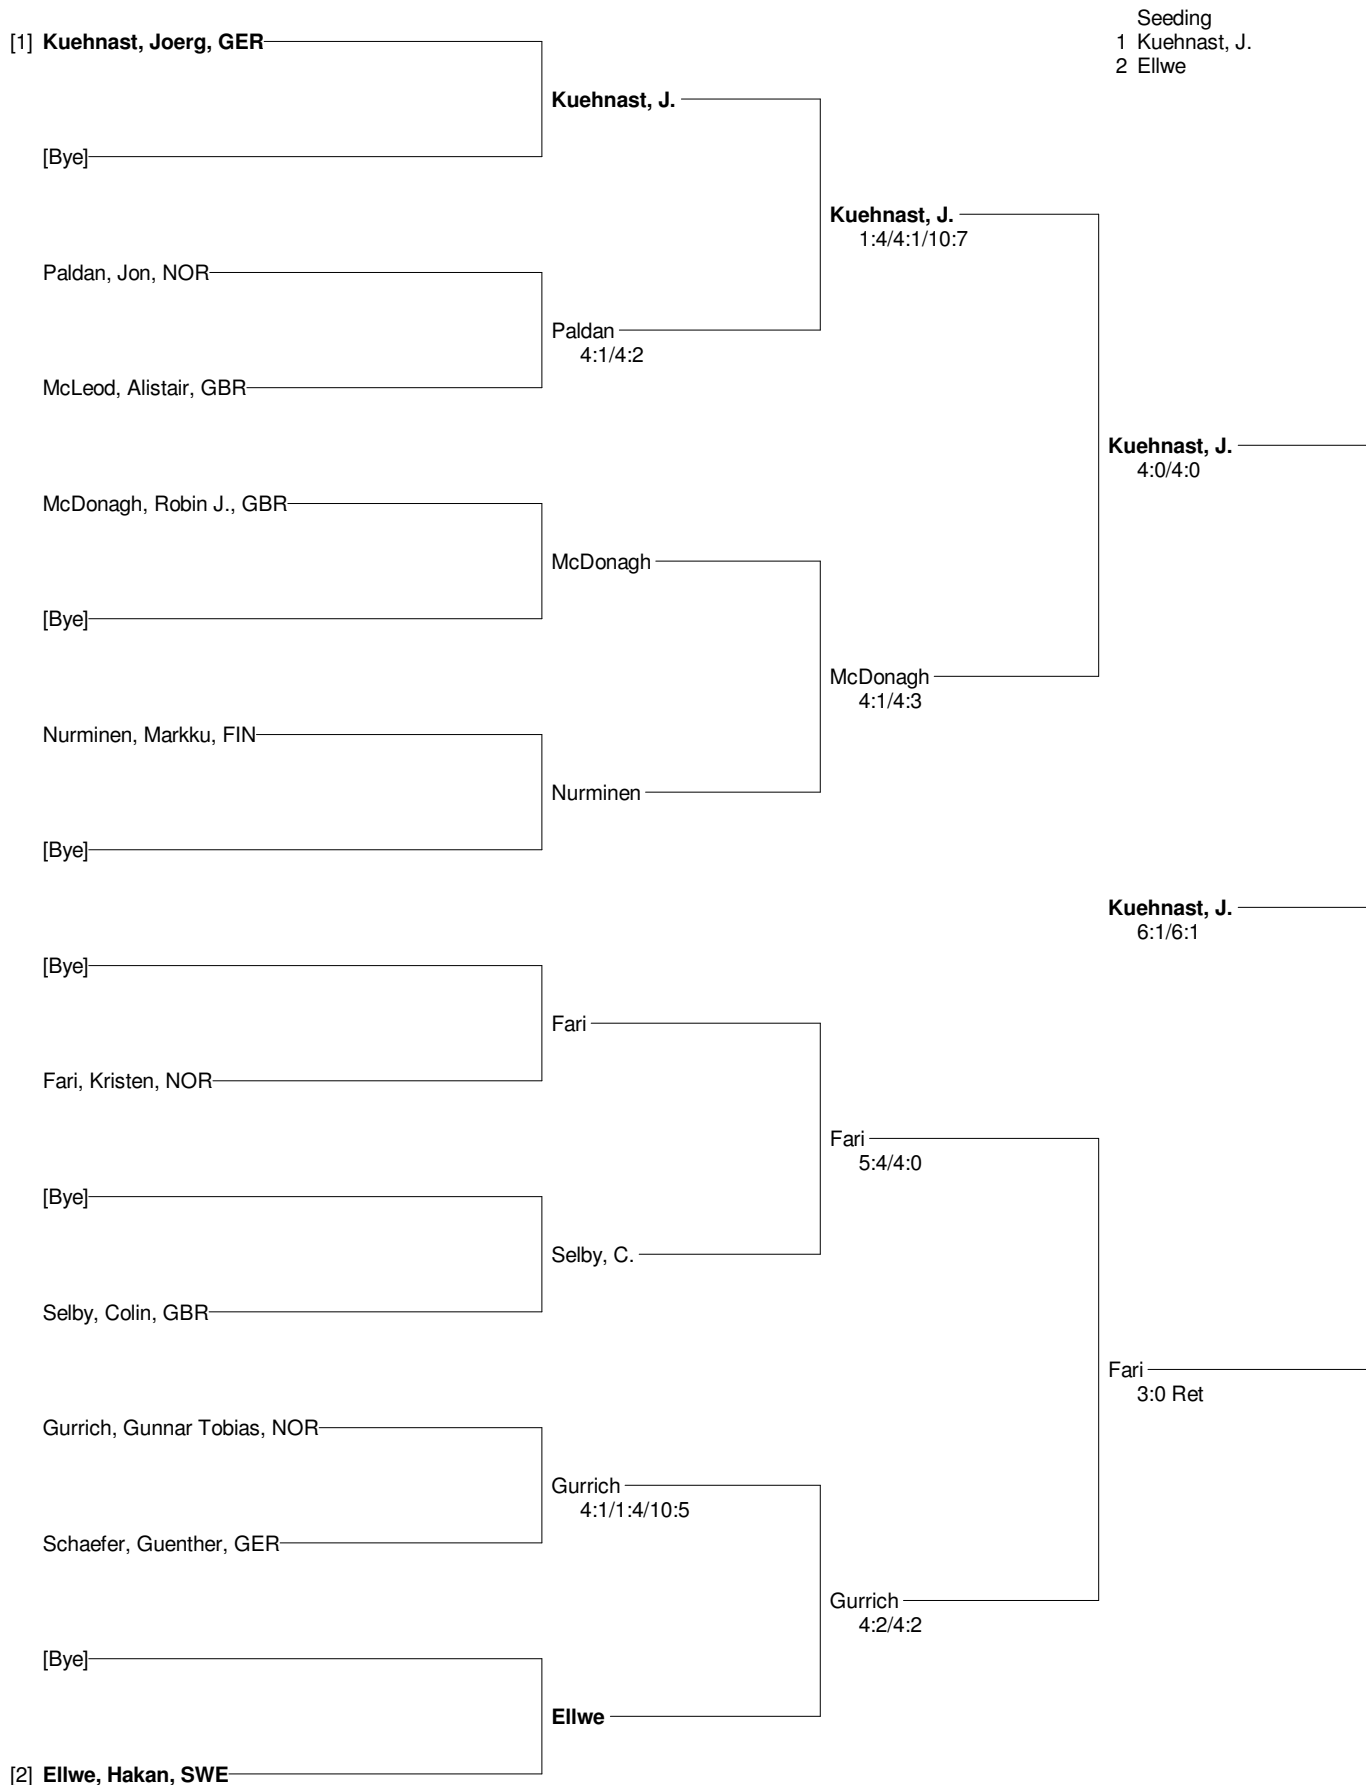 Seeding
1 Kuehnast, J.
2 Ellwe
[1] Kuehnast, Joerg, GER
Kuehnast, J.
[Bye]
Kuehnast, J.
1:4/4:1/10:7
Paldan, Jon, NOR
Paldan
4:1/4:2
McLeod, Alistair, GBR
Kuehnast, J.
4:0/4:0
McDonagh, Robin J., GBR
McDonagh
[Bye]
McDonagh
4:1/4:3
Nurminen, Markku, FIN
Nurminen
[Bye]
Kuehnast, J.
6:1/6:1
[Bye]
Fari
Fari, Kristen, NOR
Fari
5:4/4:0
[Bye]
Selby, C.
Selby, Colin, GBR
Fari
3:0 Ret
Gurrich, Gunnar Tobias, NOR
Gurrich
4:1/1:4/10:5
Schaefer, Guenther, GER
Gurrich
4:2/4:2
[Bye]
Ellwe
[2] Ellwe, Hakan, SWE